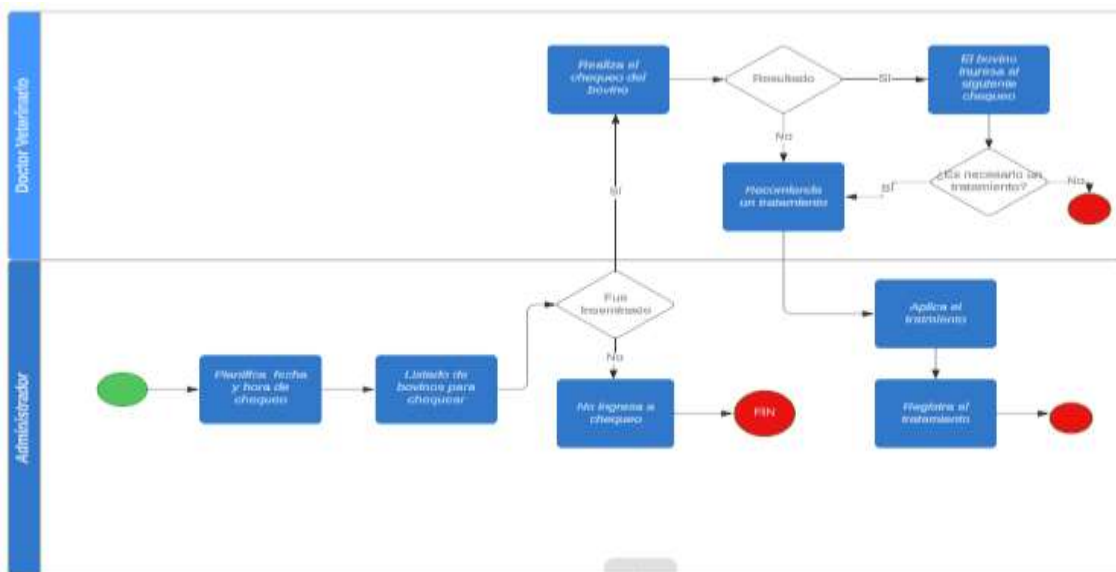 Doctor Veterinario
Realiza el
chequeo del
bovino
Resultado
SI
El bovino
ingresa al
siguiente
chequeo
No
SI
Recomienda
un tratamiento
SÍ
¿Es necesario un
tratamiento?
No
Administrador
Fue
Inseminado
Aplica el
tratmiento
Planifica fecha
y hora de
chequeo
Listado de
bovinos para
chequear
No
No ingresa a
chequeo
FIN
Registra el
tratamiento